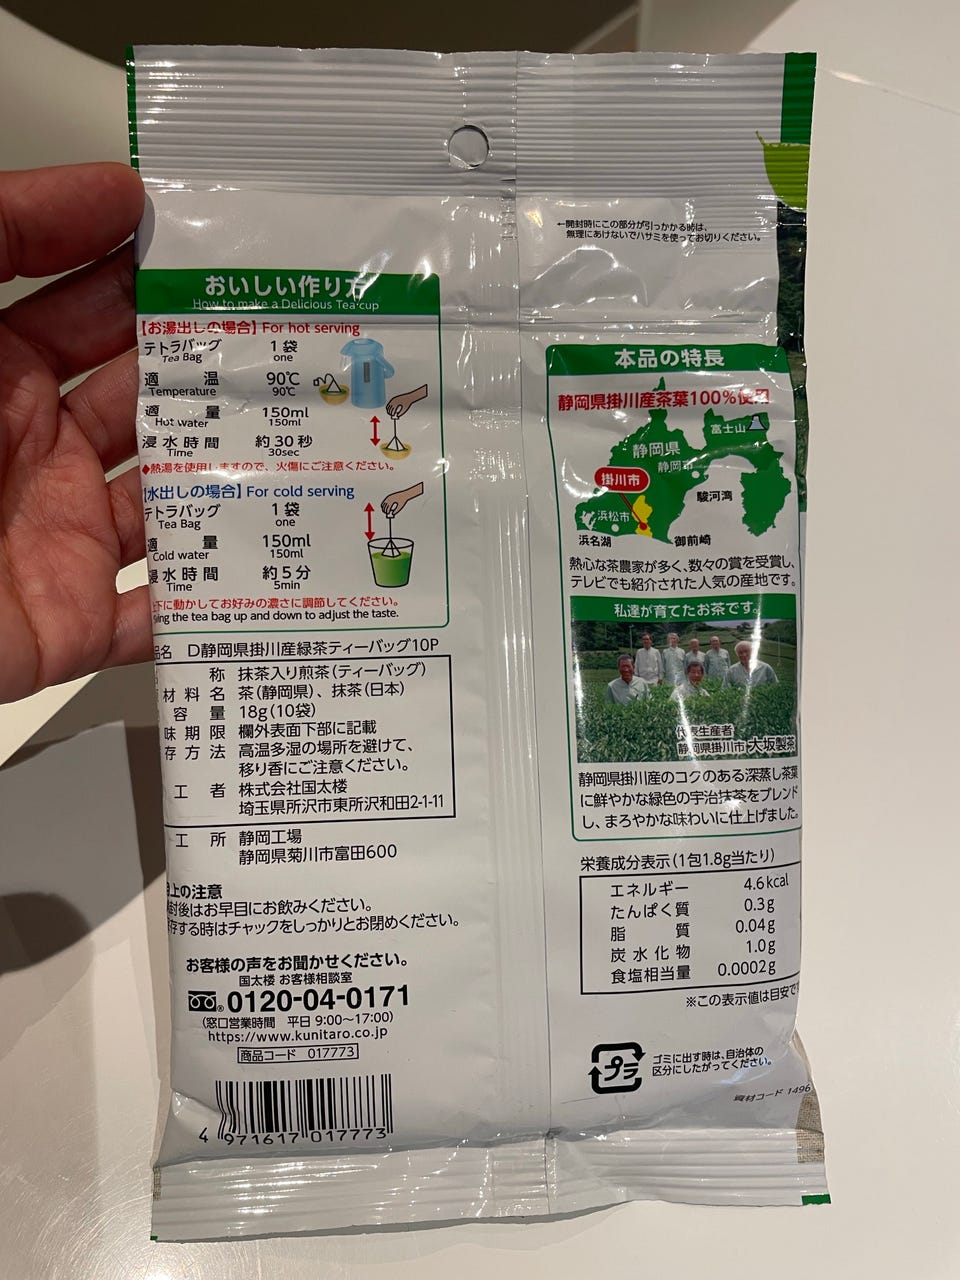 ←開封時にこの部分が引っかかる時は、
無理にあけないでハサミを使ってお切りください。
おいしい作り方
How to make a Delicious Tea cup
【お湯出しの場合】For hot serving
テトラバッグ 1袋
Tea Bag one
適温 90℃
Temperature 90℃
適量 150ml
Hot water 150ml
浸水時間 約30秒
Time 30sec
◆熱湯を使用しますので、火傷にご注意ください。
【水出しの場合】For cold serving
テトラバッグ 1袋
Tea Bag one
適量 150ml
Cold water 150ml
浸水時間 約5分
Time 5min
上下に動かしてお好みの濃さに調節してください。
the tea bag up and down to adjust the taste.
品名 D静岡県掛川産緑茶ティーバッグ10P
称 抹茶入り煎茶(ティーバッグ)
材料名 茶(静岡県)、抹茶(日本)
容量 18g(10袋)
味期限 欄外表面下部に記載
存方法 高温多湿の場所を避けて、
移り香にご注意ください。
工者 株式会社国太楼
埼玉県所沢市東所沢和田2-1-11
工所 静岡工場
静岡県菊川市富田600
上の注意
封後はお早目にお飲みください。
存する時はチャックをしっかりとお閉めください。
お客様の声をお聞かせください。
国太楼 お客様相談室
0120-04-0171
(窓口営業時間 平日 9:00〜17:00)
https://www.kunitaro.co.jp
商品コード 017773
4 971617 017773
本品の特長
静岡県掛川産茶葉100%使用
富士山
静岡県
静岡市
掛川市
駿河湾
浜松市
浜名湖
御前崎
熱心な茶農家が多く、数々の賞を受賞し、
テレビでも紹介された人気の産地です。
私達が育てたお茶です。
代表生産者
静岡県掛川市 大坂製茶
静岡県掛川産のコクのある深蒸し茶葉
に鮮やかな緑色の宇治抹茶をブレンド
し、まろやかな味わいに仕上げました。
栄養成分表示(1包1.8g当たり)
エネルギー 4.6kcal
たんぱく質 0.3g
脂質 0.04g
炭水化物 1.0g
食塩相当量 0.0002g
※この表示値は目安で
プラ
ゴミに出す時は、自治体の
区分にしたがってください。
資材コード 1496